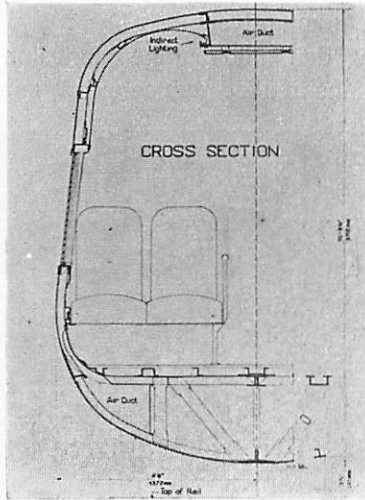 Indirect
Lighting
Air Duct
CROSS SECTION
Air Duct
Top of Rail